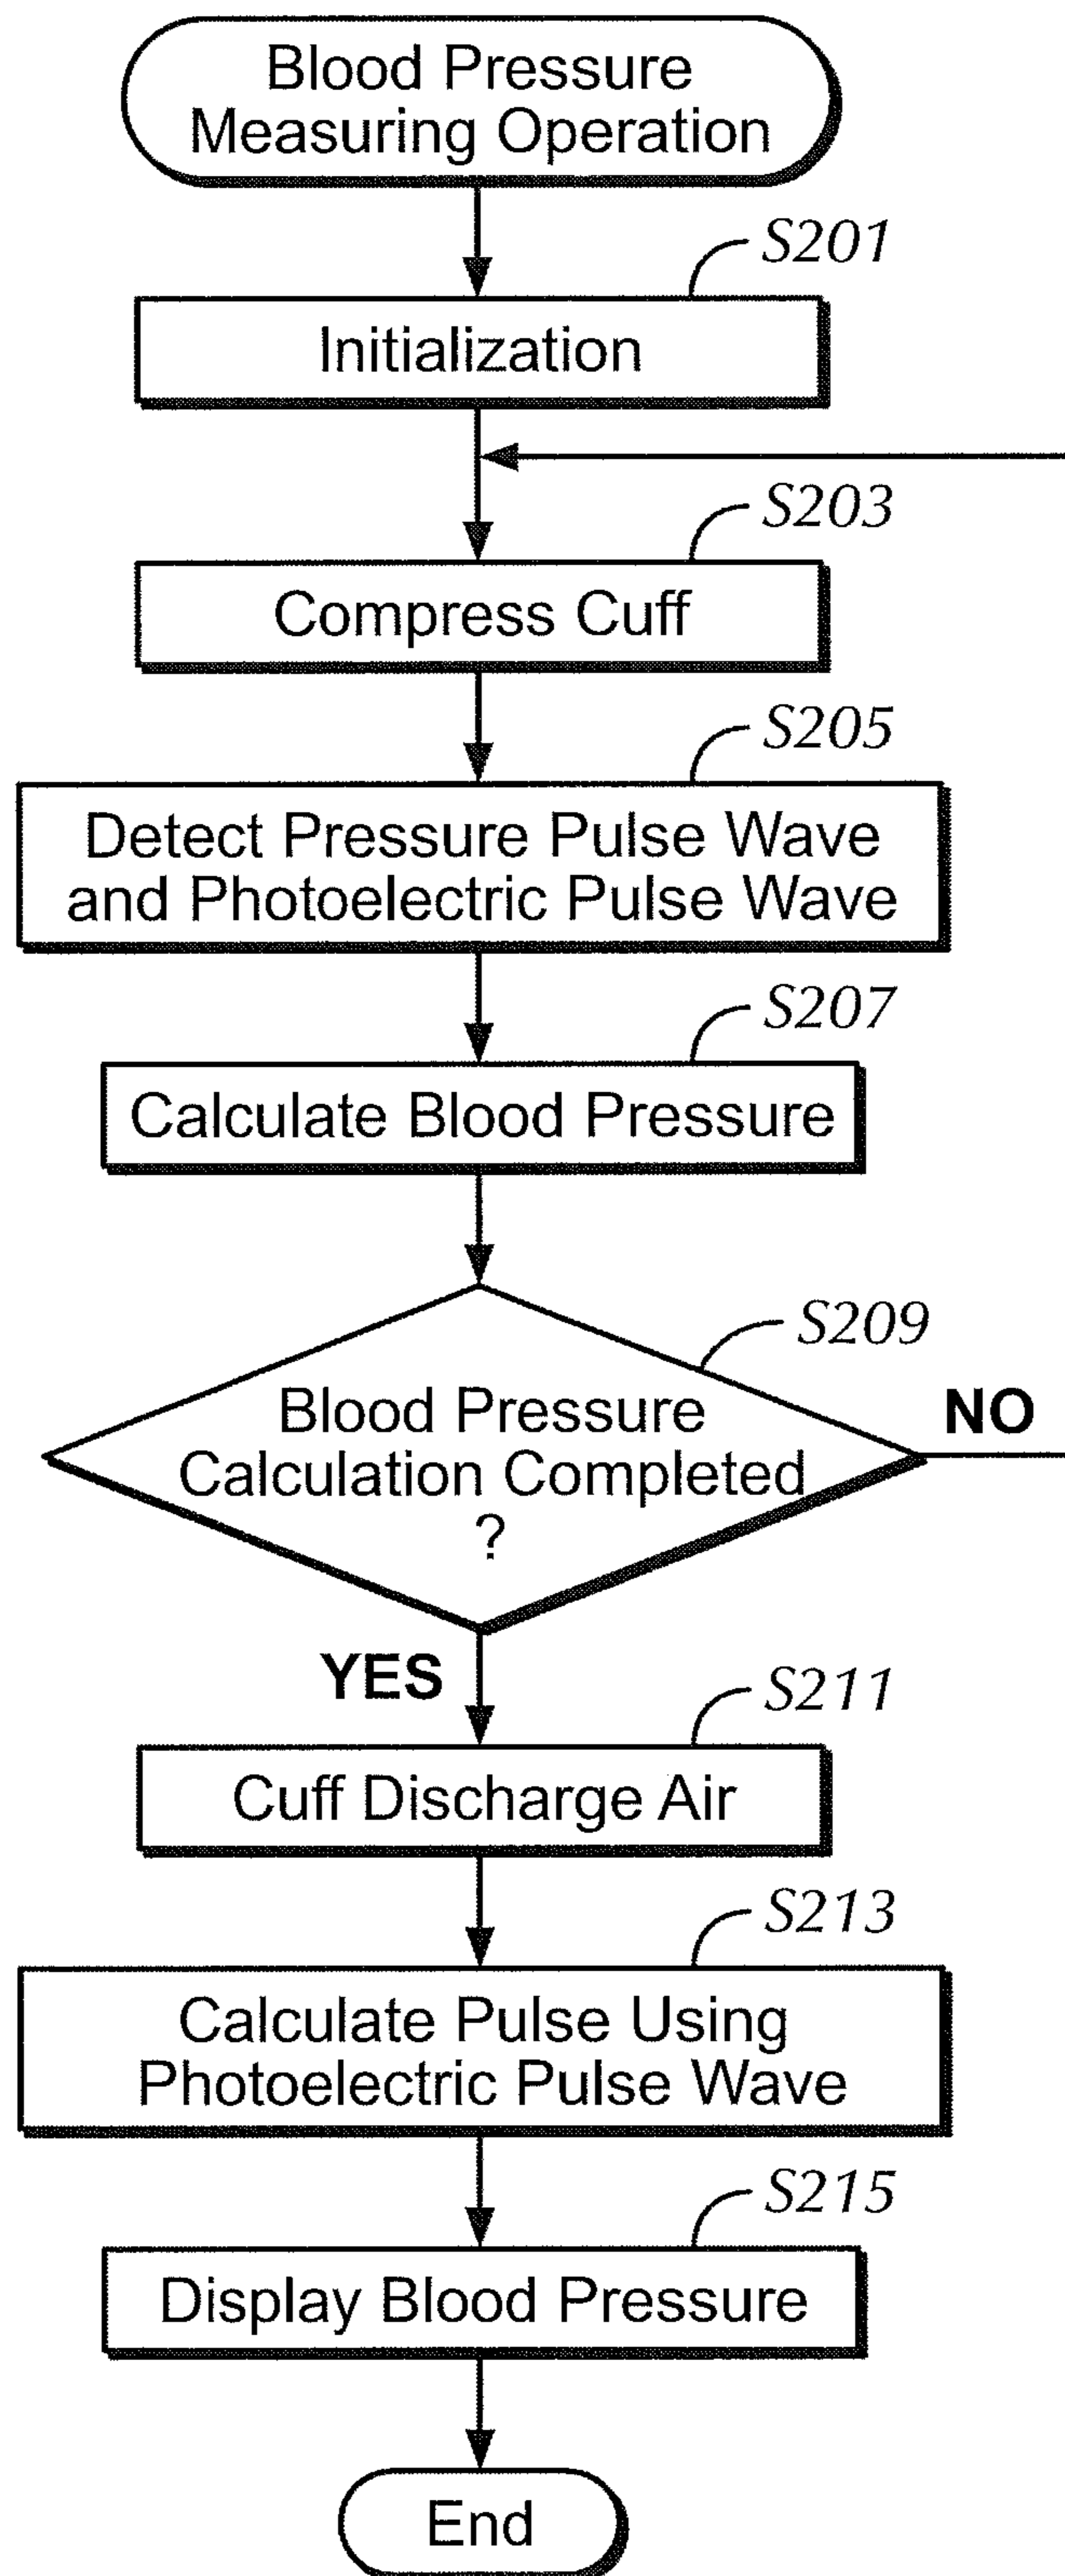 Blood Pressure
Measuring Operation
S201
Initialization
S203
Compress Cuff
S205
Detect Pressure Pulse Wave
and Photoelectric Pulse Wave
S207
Calculate Blood Pressure
S209
Blood Pressure
Calculation Completed
?
NO
YES
S211
Cuff Discharge Air
S213
Calculate Pulse Using
Photoelectric Pulse Wave
S215
Display Blood Pressure
End